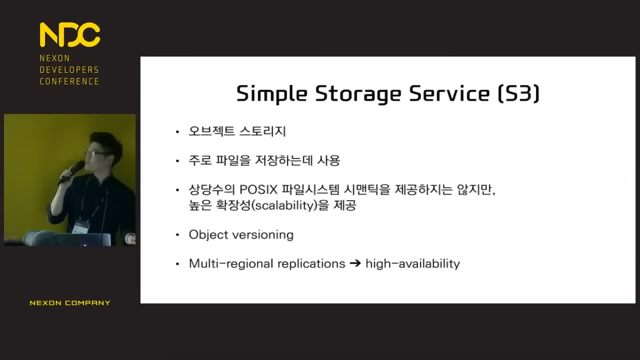 NDC
NEXON
DEVELOPERS
CONFERENCE
Simple Storage Service (S3)
• 오브젝트 스토리지
• 주로 파일을 저장하는데 사용
• 상당수의 POSIX 파일시스템 시맨틱을 제공하지는 않지만,
높은 확장성(scalability)을 제공
• Object versioning
• Multi-regional replications ➔ high-availability
NEXON COMPANY